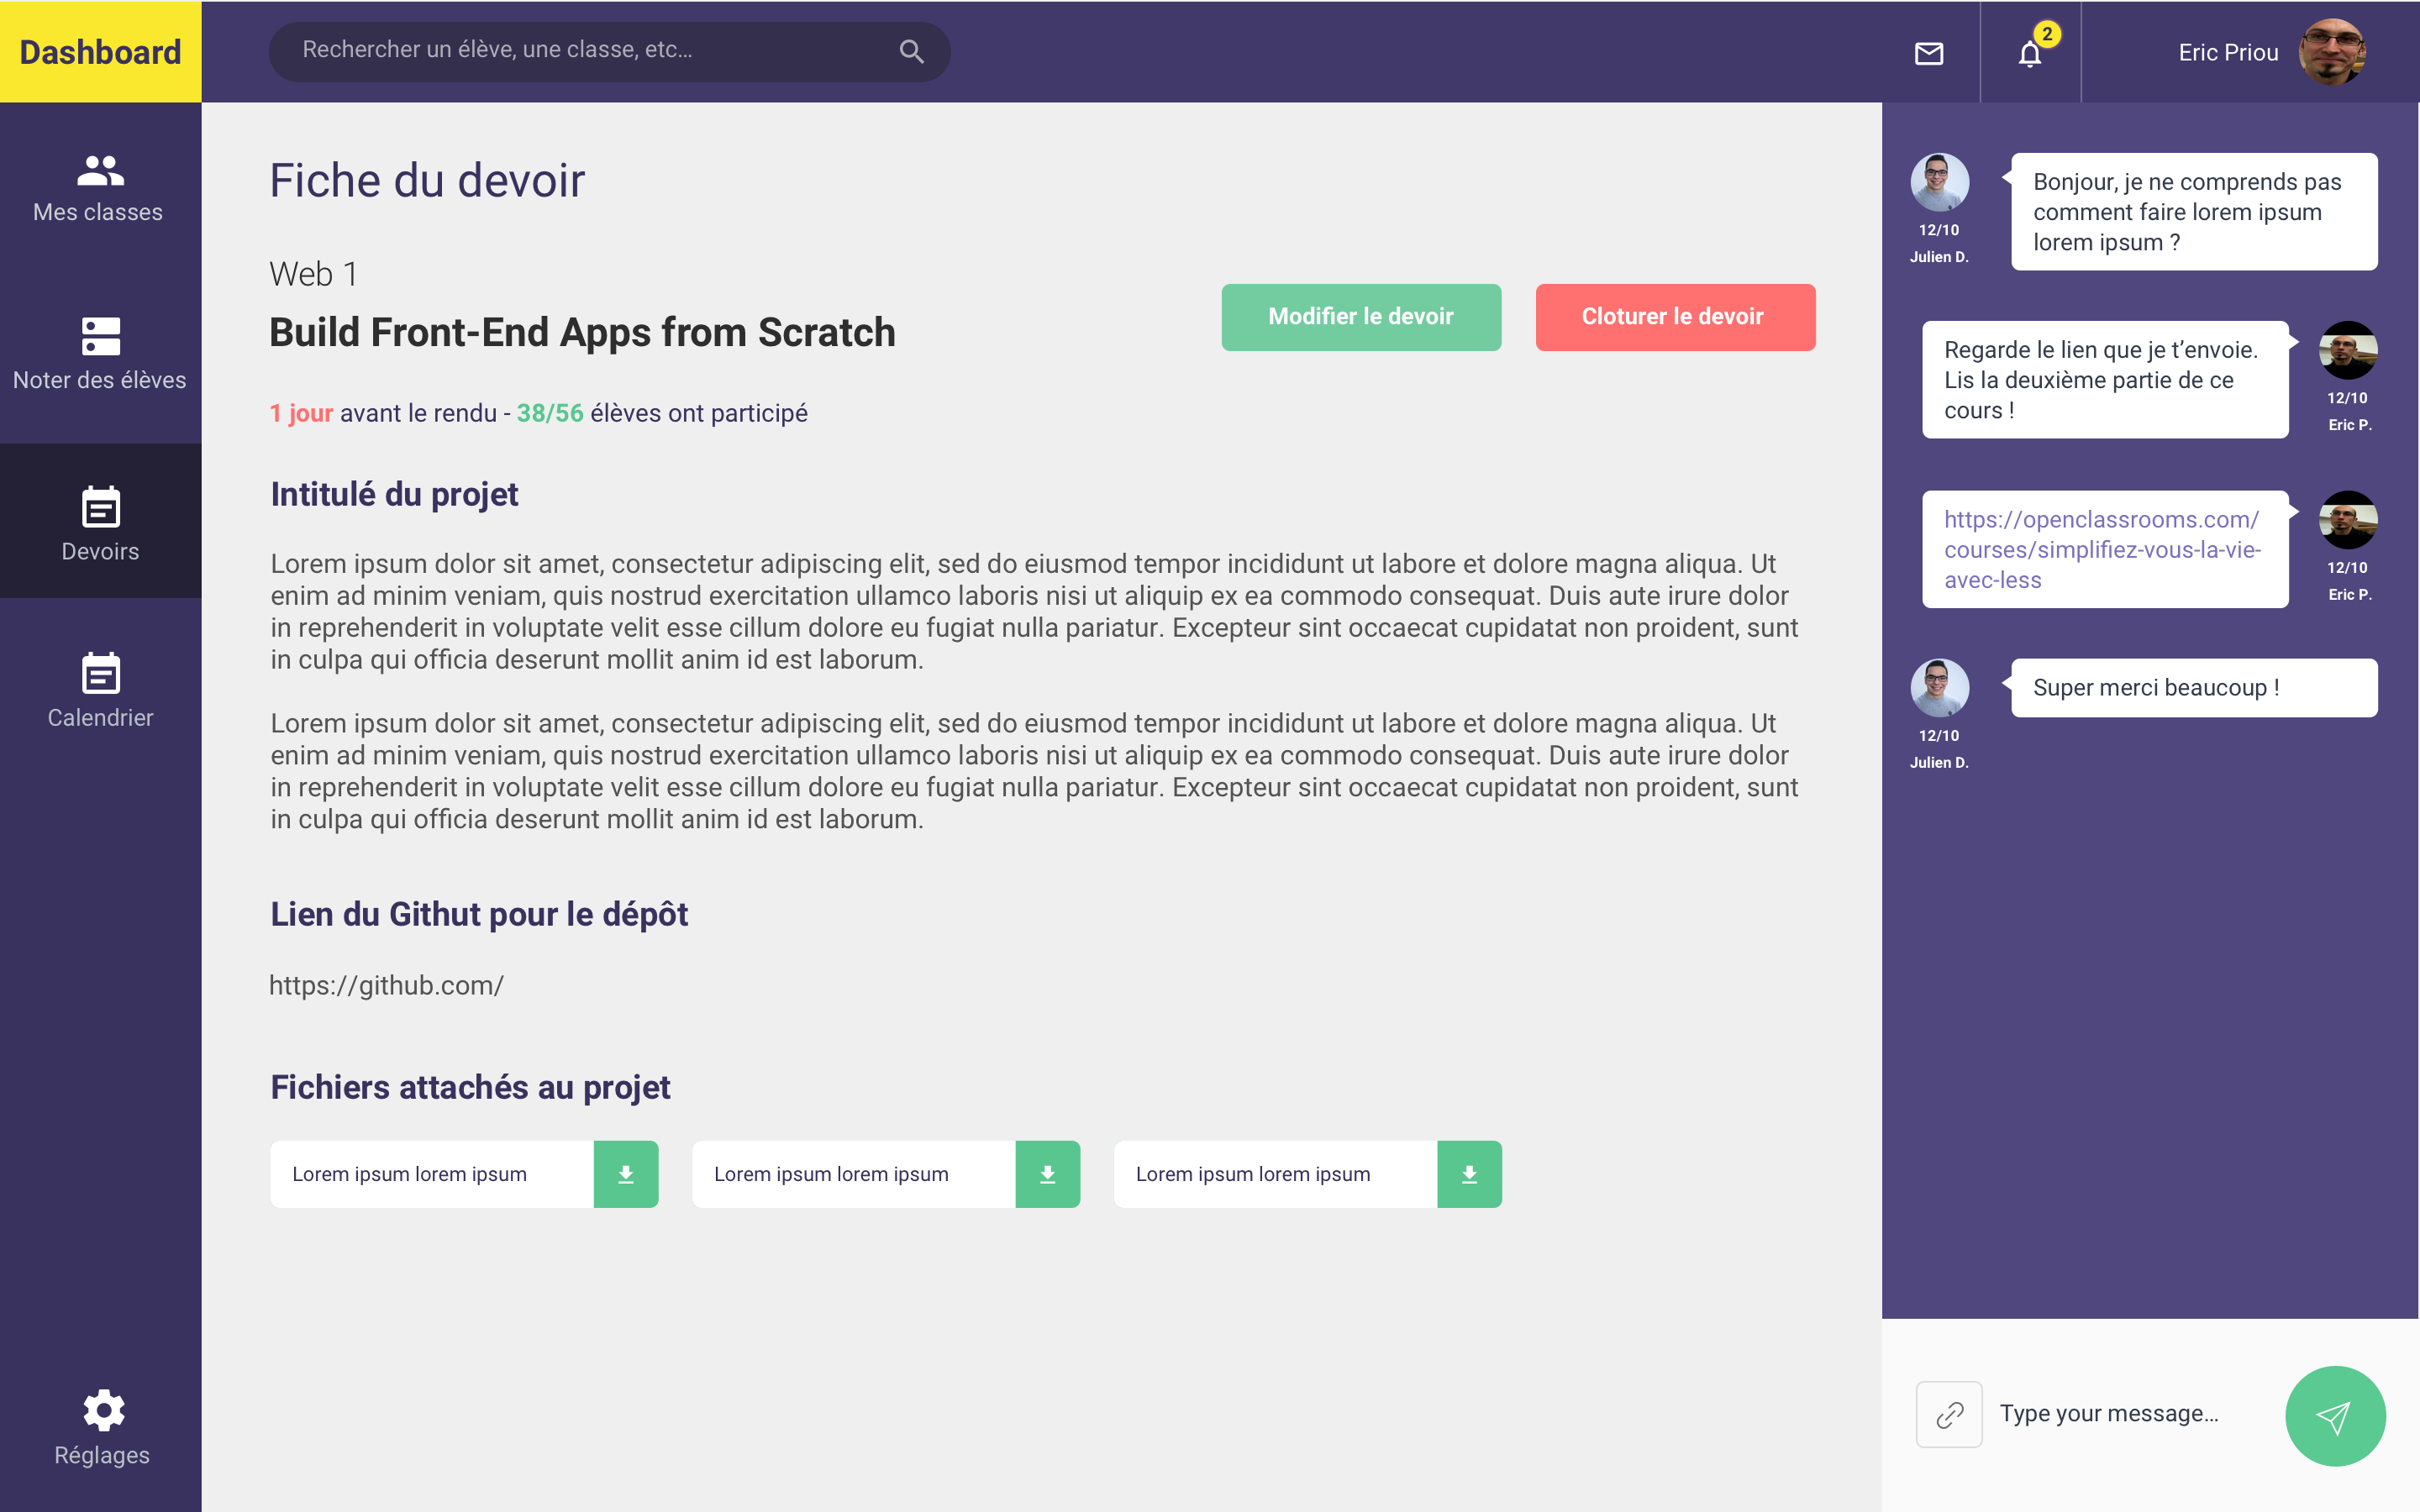 Dashboard
Rechercher un élève, une classe, etc...
2
Eric Priou
Mes classes
Noter des élèves
Devoirs
Calendrier
Réglages
Fiche du devoir
Web 1
Build Front-End Apps from Scratch
Modifier le devoir
Cloturer le devoir
1 jour avant le rendu - 38/56 élèves ont participé
Intitulé du projet
Lorem ipsum dolor sit amet, consectetur adipiscing elit, sed do eiusmod tempor incididunt ut labore et dolore magna aliqua. Ut
enim ad minim veniam, quis nostrud exercitation ullamco laboris nisi ut aliquip ex ea commodo consequat. Duis aute irure dolor
in reprehenderit in voluptate velit esse cillum dolore eu fugiat nulla pariatur. Excepteur sint occaecat cupidatat non proident, sunt
in culpa qui officia deserunt mollit anim id est laborum.
Lorem ipsum dolor sit amet, consectetur adipiscing elit, sed do eiusmod tempor incididunt ut labore et dolore magna aliqua. Ut
enim ad minim veniam, quis nostrud exercitation ullamco laboris nisi ut aliquip ex ea commodo consequat. Duis aute irure dolor
in reprehenderit in voluptate velit esse cillum dolore eu fugiat nulla pariatur. Excepteur sint occaecat cupidatat non proident, sunt
in culpa qui officia deserunt mollit anim id est laborum.
Lien du Githut pour le dépôt
https://github.com/
Fichiers attachés au projet
Lorem ipsum lorem ipsum
Lorem ipsum lorem ipsum
Lorem ipsum lorem ipsum
Bonjour, je ne comprends pas
comment faire lorem ipsum
lorem ipsum ?
12/10
Julien D.
Regarde le lien que je t’envoie.
Lis la deuxième partie de ce
cours !
12/10
Eric P.
https://openclassrooms.com/
courses/simplifiez-vous-la-vie-
avec-less
12/10
Eric P.
Super merci beaucoup !
12/10
Julien D.
Type your message...